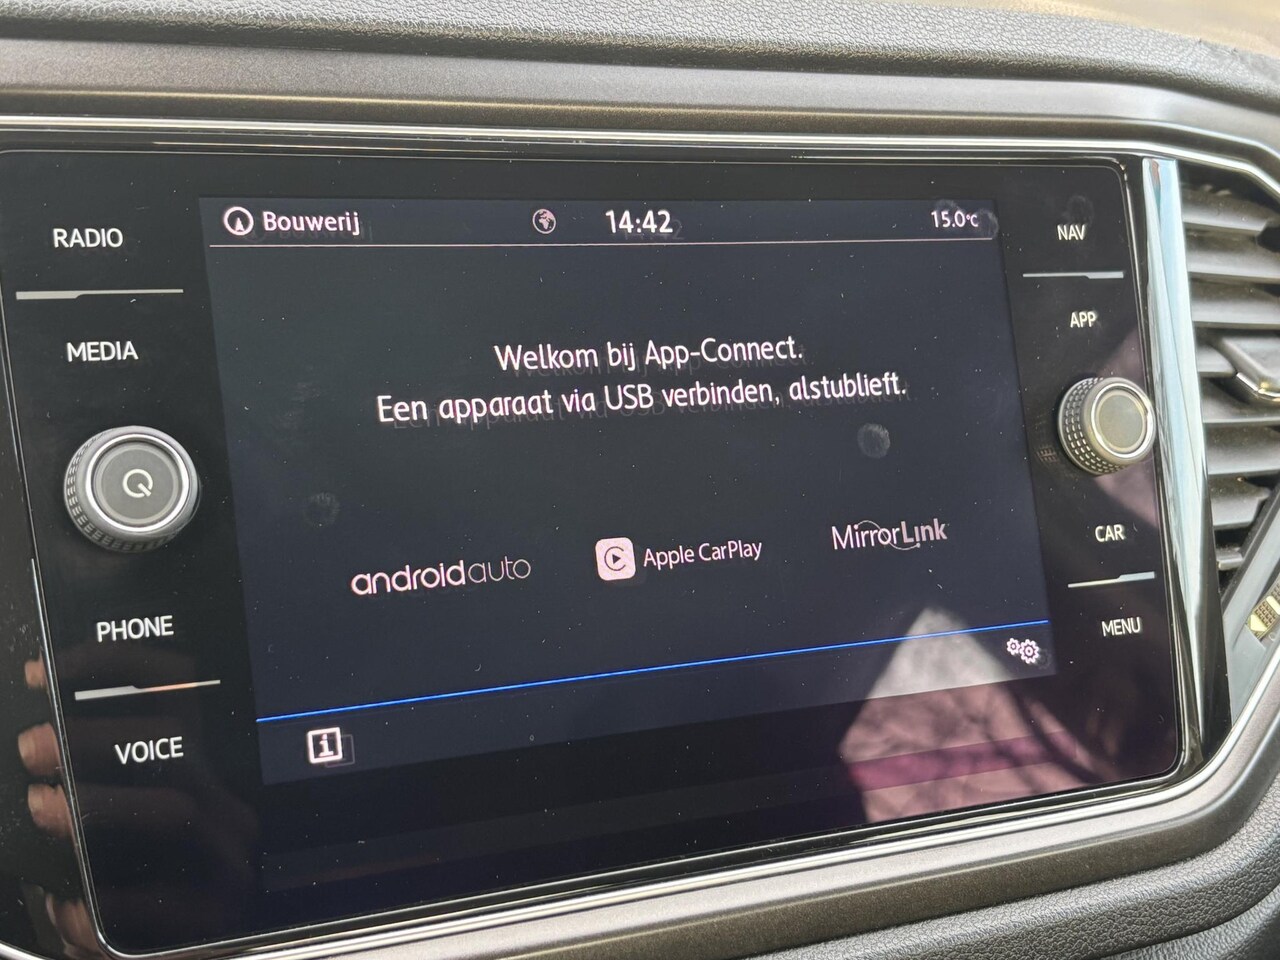 RADIO
MEDIA
PHONE
VOICE
Bouwerij
14:42
15.0°C
Welkom bij App-Connect.
Een apparaat via USB verbinden, alstublieft.
androidauto
Apple CarPlay
MirrorLink
i
NAV
APP
CAR
MENU